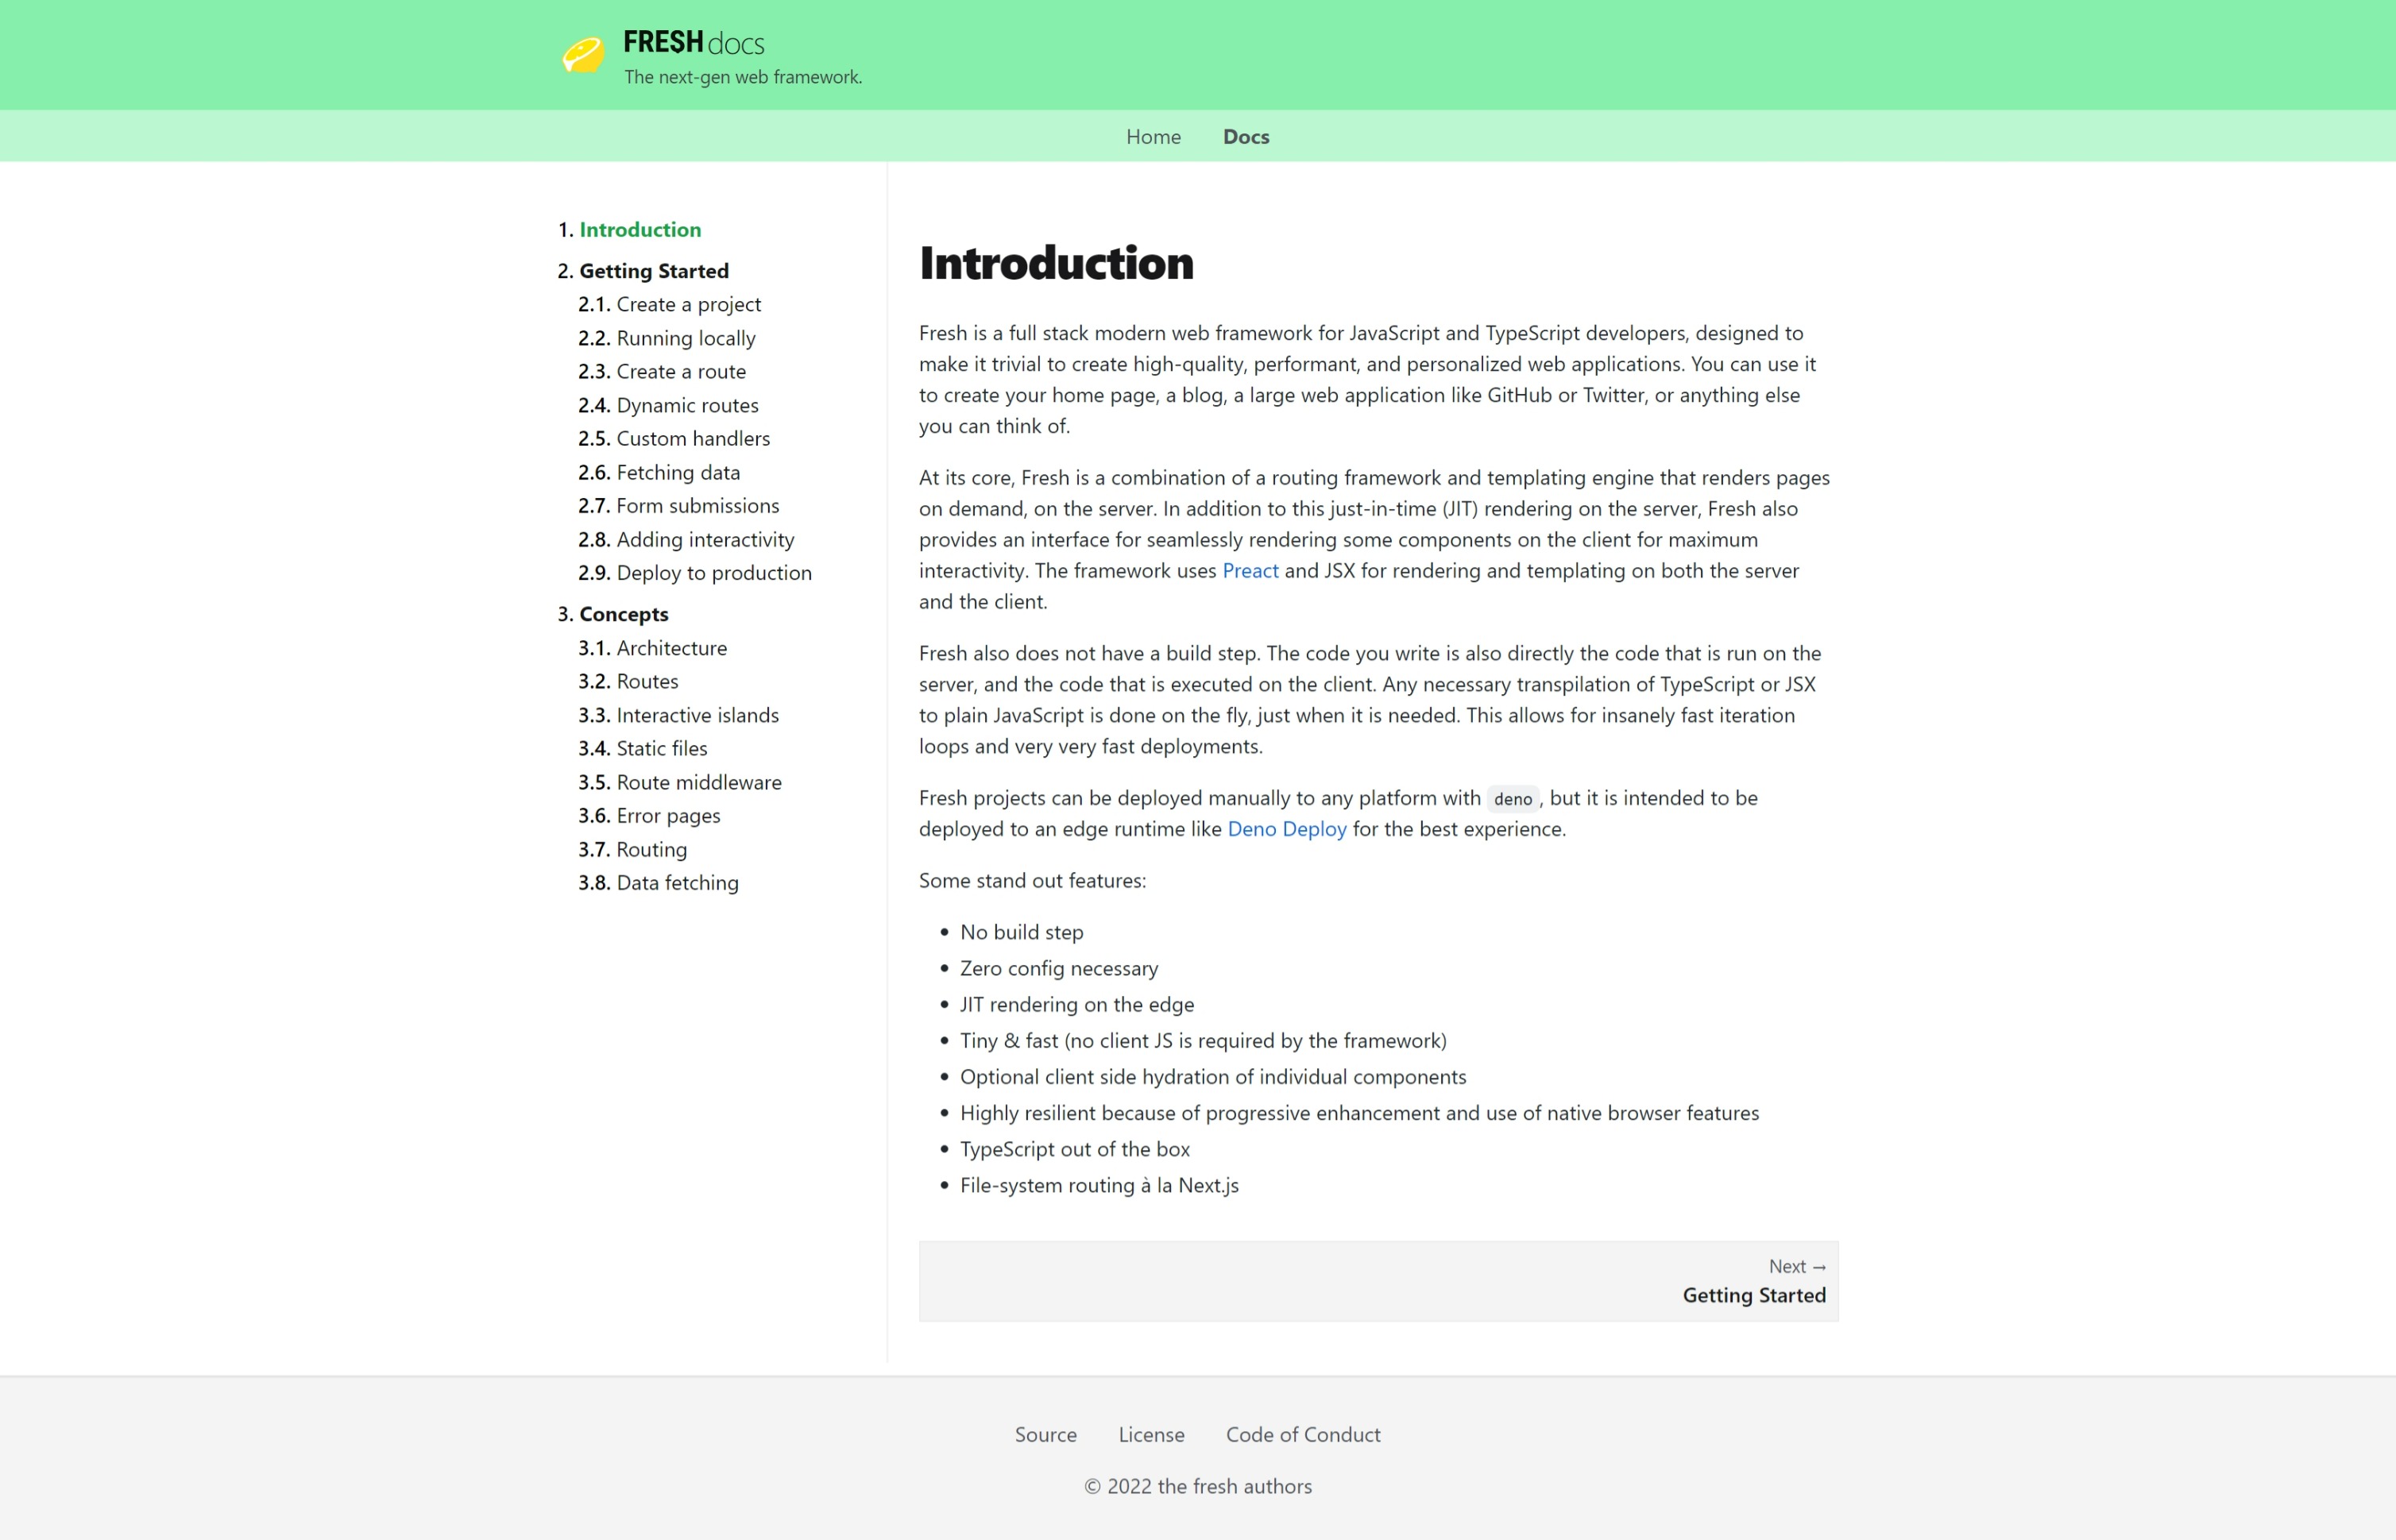 FRESH docs
The next-gen web framework.
Home Docs
1. Introduction
2. Getting Started
2.1. Create a project
2.2. Running locally
2.3. Create a route
2.4. Dynamic routes
2.5. Custom handlers
2.6. Fetching data
2.7. Form submissions
2.8. Adding interactivity
2.9. Deploy to production
3. Concepts
3.1. Architecture
3.2. Routes
3.3. Interactive islands
3.4. Static files
3.5. Route middleware
3.6. Error pages
3.7. Routing
3.8. Data fetching
Introduction
Fresh is a full stack modern web framework for JavaScript and TypeScript developers, designed to
make it trivial to create high-quality, performant, and personalized web applications. You can use it
to create your home page, a blog, a large web application like GitHub or Twitter, or anything else
you can think of.
At its core, Fresh is a combination of a routing framework and templating engine that renders pages
on demand, on the server. In addition to this just-in-time (JIT) rendering on the server, Fresh also
provides an interface for seamlessly rendering some components on the client for maximum
interactivity. The framework uses Preact and JSX for rendering and templating on both the server
and the client.
Fresh also does not have a build step. The code you write is also directly the code that is run on the
server, and the code that is executed on the client. Any necessary transpilation of TypeScript or JSX
to plain JavaScript is done on the fly, just when it is needed. This allows for insanely fast iteration
loops and very very fast deployments.
Fresh projects can be deployed manually to any platform with deno, but it is intended to be
deployed to an edge runtime like Deno Deploy for the best experience.
Some stand out features:
• No build step
• Zero config necessary
• JIT rendering on the edge
• Tiny & fast (no client JS is required by the framework)
• Optional client side hydration of individual components
• Highly resilient because of progressive enhancement and use of native browser features
• TypeScript out of the box
• File-system routing à la Next.js
Next →
Getting Started
Source License Code of Conduct
© 2022 the fresh authors